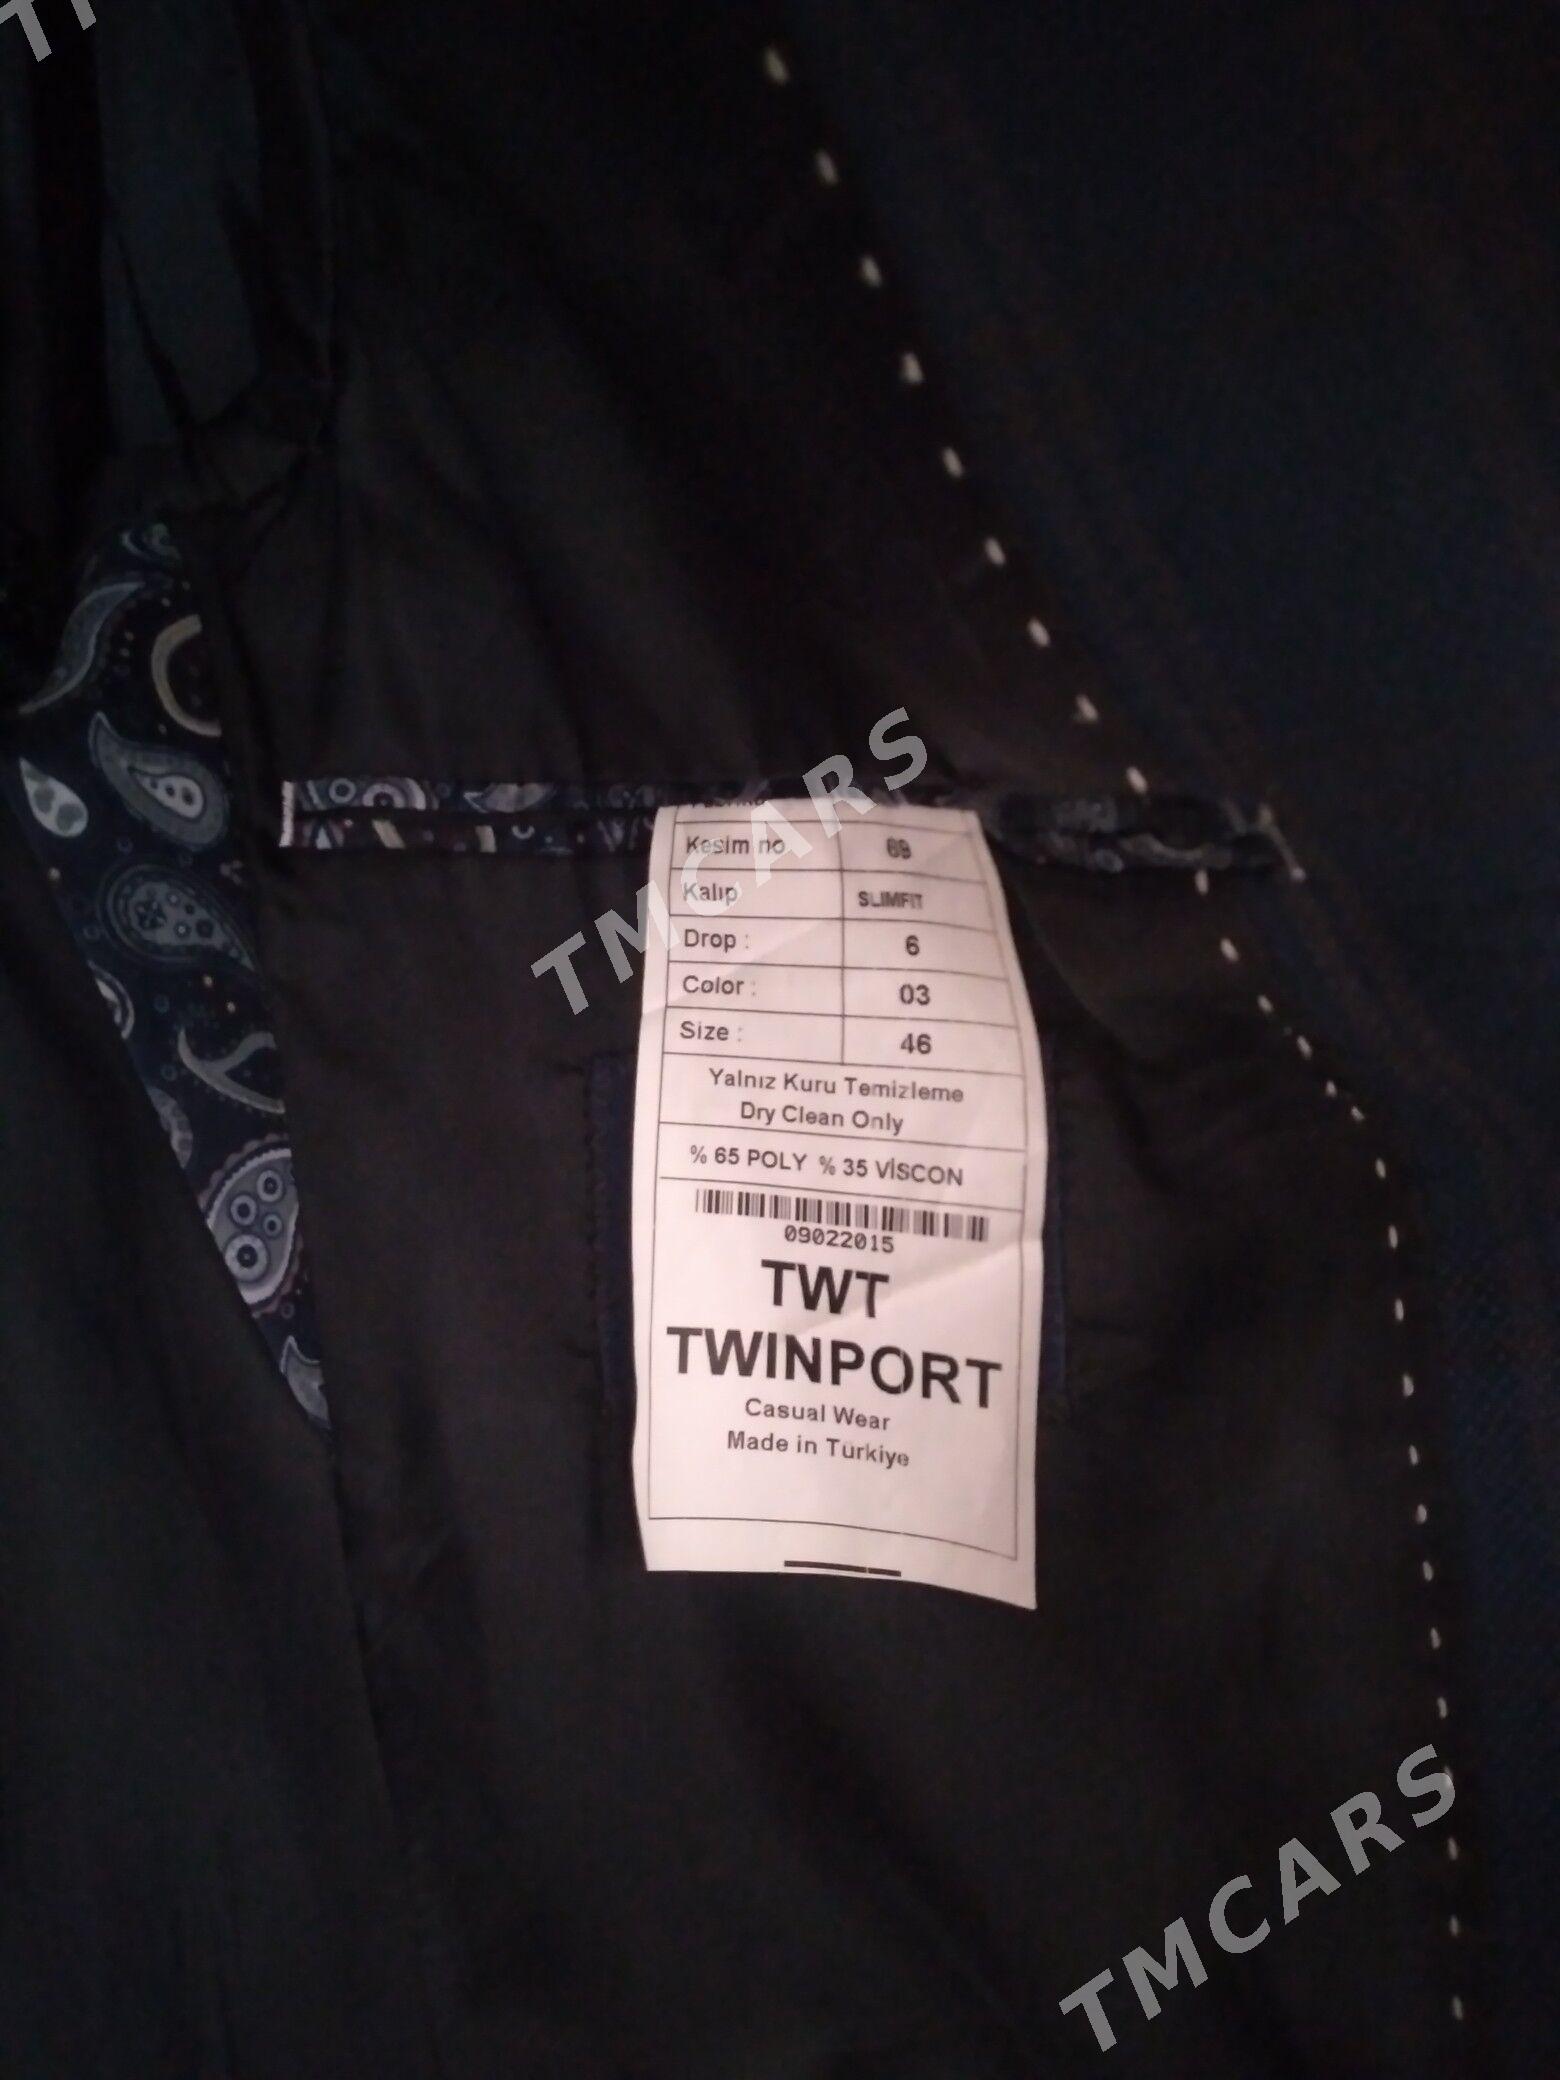 Kesim no 69
Kalıp SLIMFIT
Drop : 6
Color : 03
Size : 46
Yalnız Kuru Temizleme
Dry Clean Only
% 65 POLY % 35 VİSCON
09022015
TWT
TWINPORT
Casual Wear
Made in Turkiye
TMCARS
TMCARS